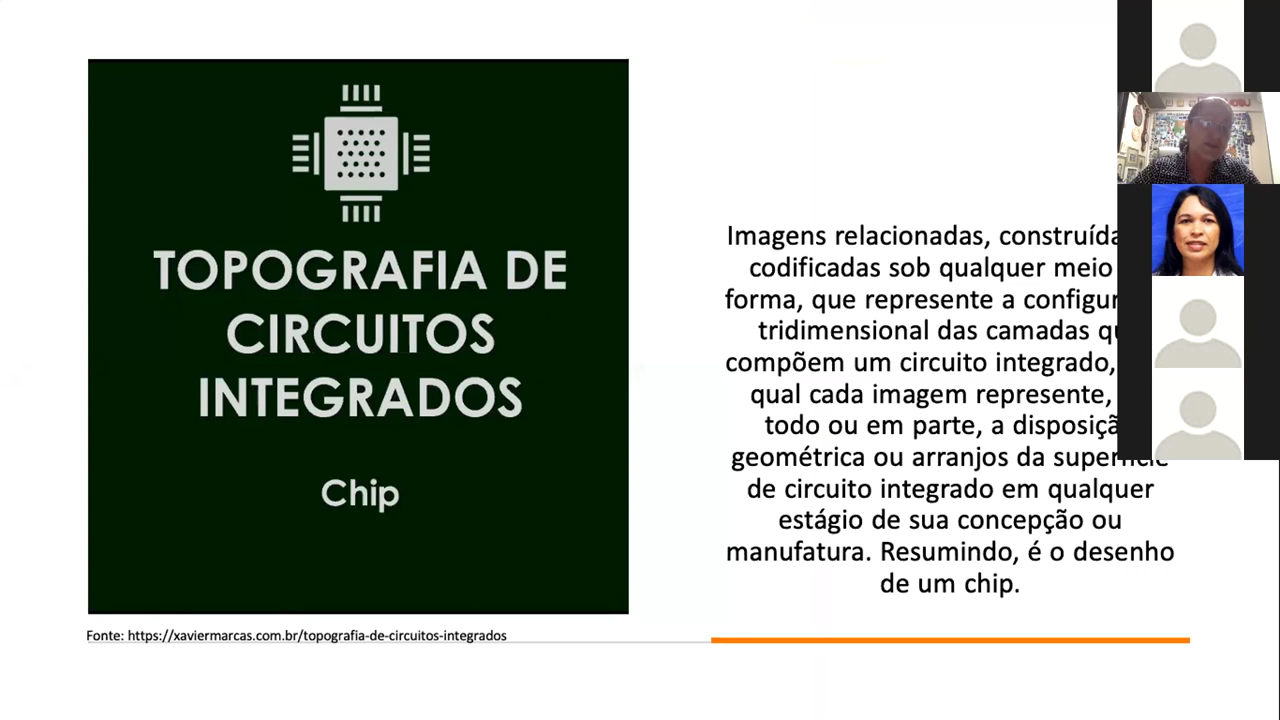 TOPOGRAFIA DE
CIRCUITOS
INTEGRADOS
Chip
Fonte: https://xaviermarcas.com.br/topografia-de-circuitos-integrados
Imagens relacionadas,
codificadas sob qualquer meio
forma, que represente a
tridimensional das camadas
compõem um circuito integrado,
qual cada imagem represente,
todo ou em parte, a
geométrica ou arranjos da superfície
de circuito integrado em qualquer
estágio de sua concepção ou
manufatura. Resumindo, é o desenho
de um chip.